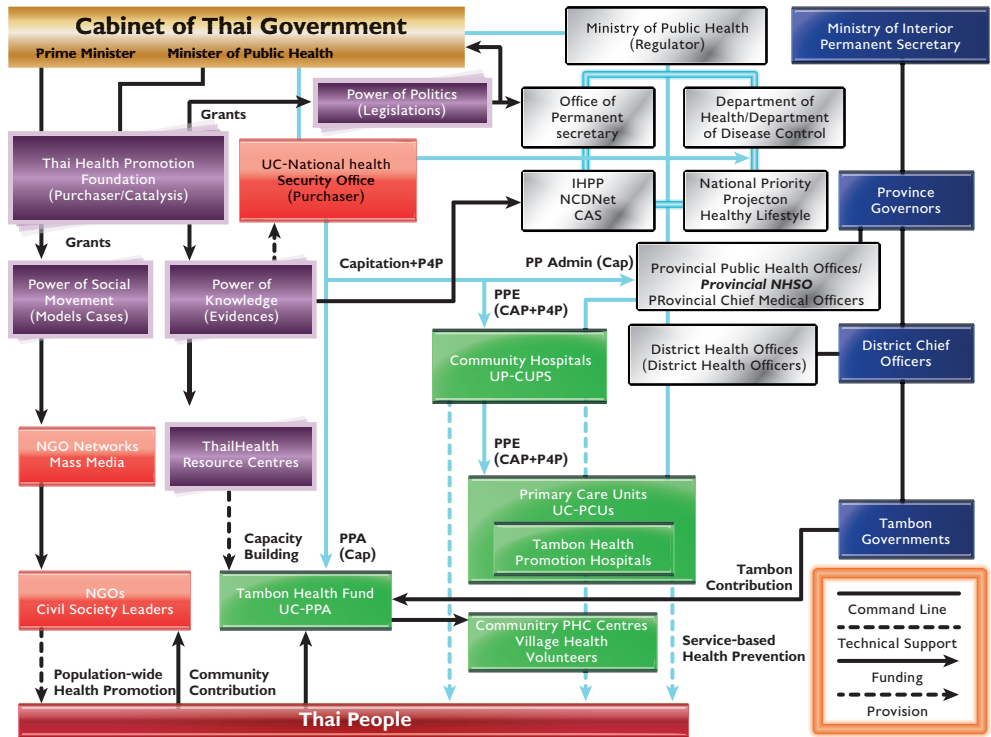 Cabinet of Thai Government
Prime Minister
Minister of Public Health
Ministry of Public Health
(Regulator)
Ministry of Interior
Permanent Secretary
Power of Politics
(Legislations)
Grants
Office of
Permanent
secretary
Department of
Health/Department
of Disease Control
Thai Health Promotion
Foundation
(Purchaser/Catalysis)
UC-National health
Security Office
(Purchaser)
IHPP
NCDNet
CAS
National Priority
Projecton
Healthy Lifestyle
Province
Governors
Grants
Capitation+P4P
PP Admin (Cap)
Power of Social
Movement
(Models Cases)
Power of
Knowledge
(Evidences)
PPE
(CAP+P4P)
Provincial Public Health Offices/
Provincial NHSO
PRovincial Chief Medical Officers
Community Hospitals
UP-CUPS
District Health Offices
(District Health Officers)
District Chief
Officers
NGO Networks
Mass Media
ThailHealth
Resource Centres
PPE
(CAP+P4P)
Primary Care Units
UC-PCUs
Tambon Health
Promotion Hospitals
Tambon
Governments
Capacity
Building
PPA
(Cap)
Tambon
Contribution
NGOs
Civil Society Leaders
Tambon Health Fund
UC-PPA
Communitry PHC Centres
Village Health
Volunteers
Service-based
Health Prevention
Population-wide
Health Promotion
Community
Contribution
Command Line
Technical Support
Funding
Provision
Thai People